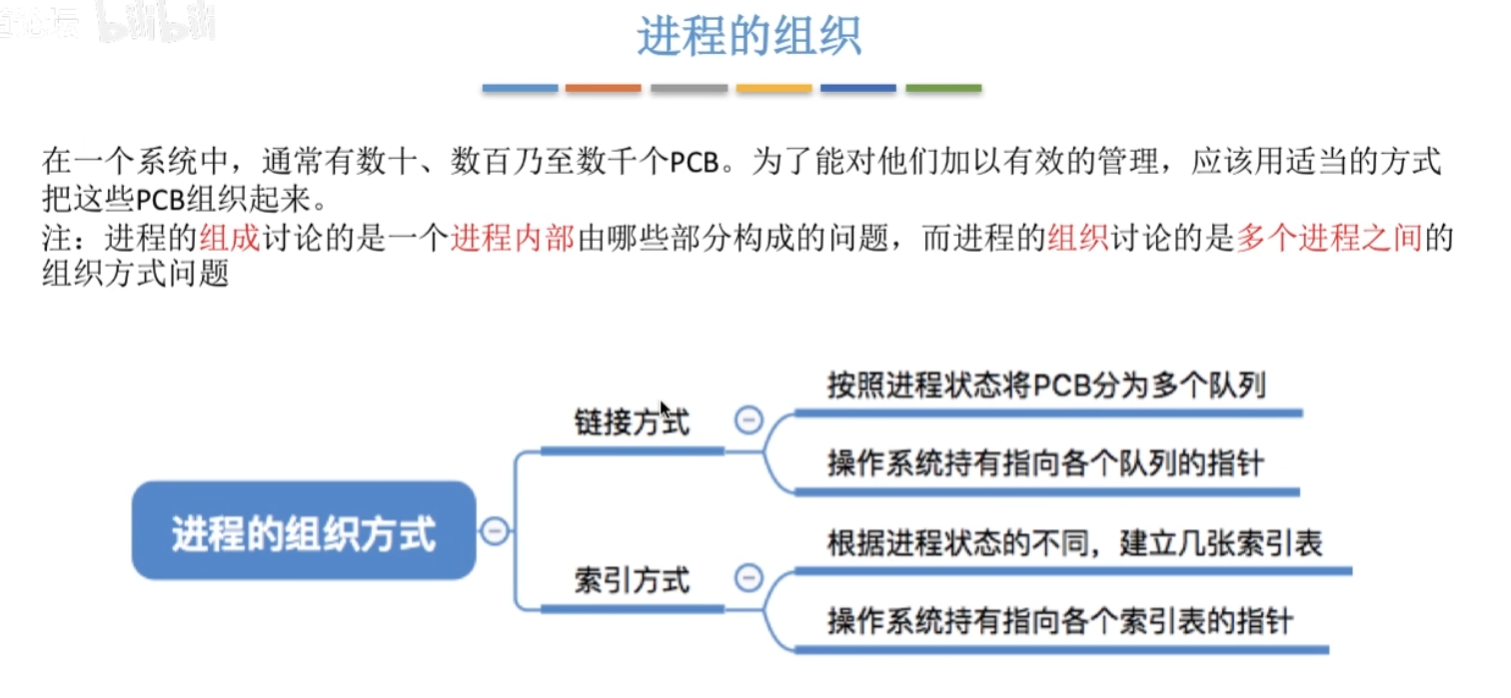 bilibili
进程的组织
在一个系统中，通常有数十、数百乃至数千个PCB。为了能对他们加以有效的管理，应该用适当的方式
把这些PCB组织起来。
注：进程的组成讨论的是一个进程内部由哪些部分构成的问题，而进程的组织讨论的是多个进程之间的
组织方式问题
进程的组织方式
链接方式
按照进程状态将PCB分为多个队列
操作系统持有指向各个队列的指针
索引方式
根据进程状态的不同，建立几张索引表
操作系统持有指向各个索引表的指针